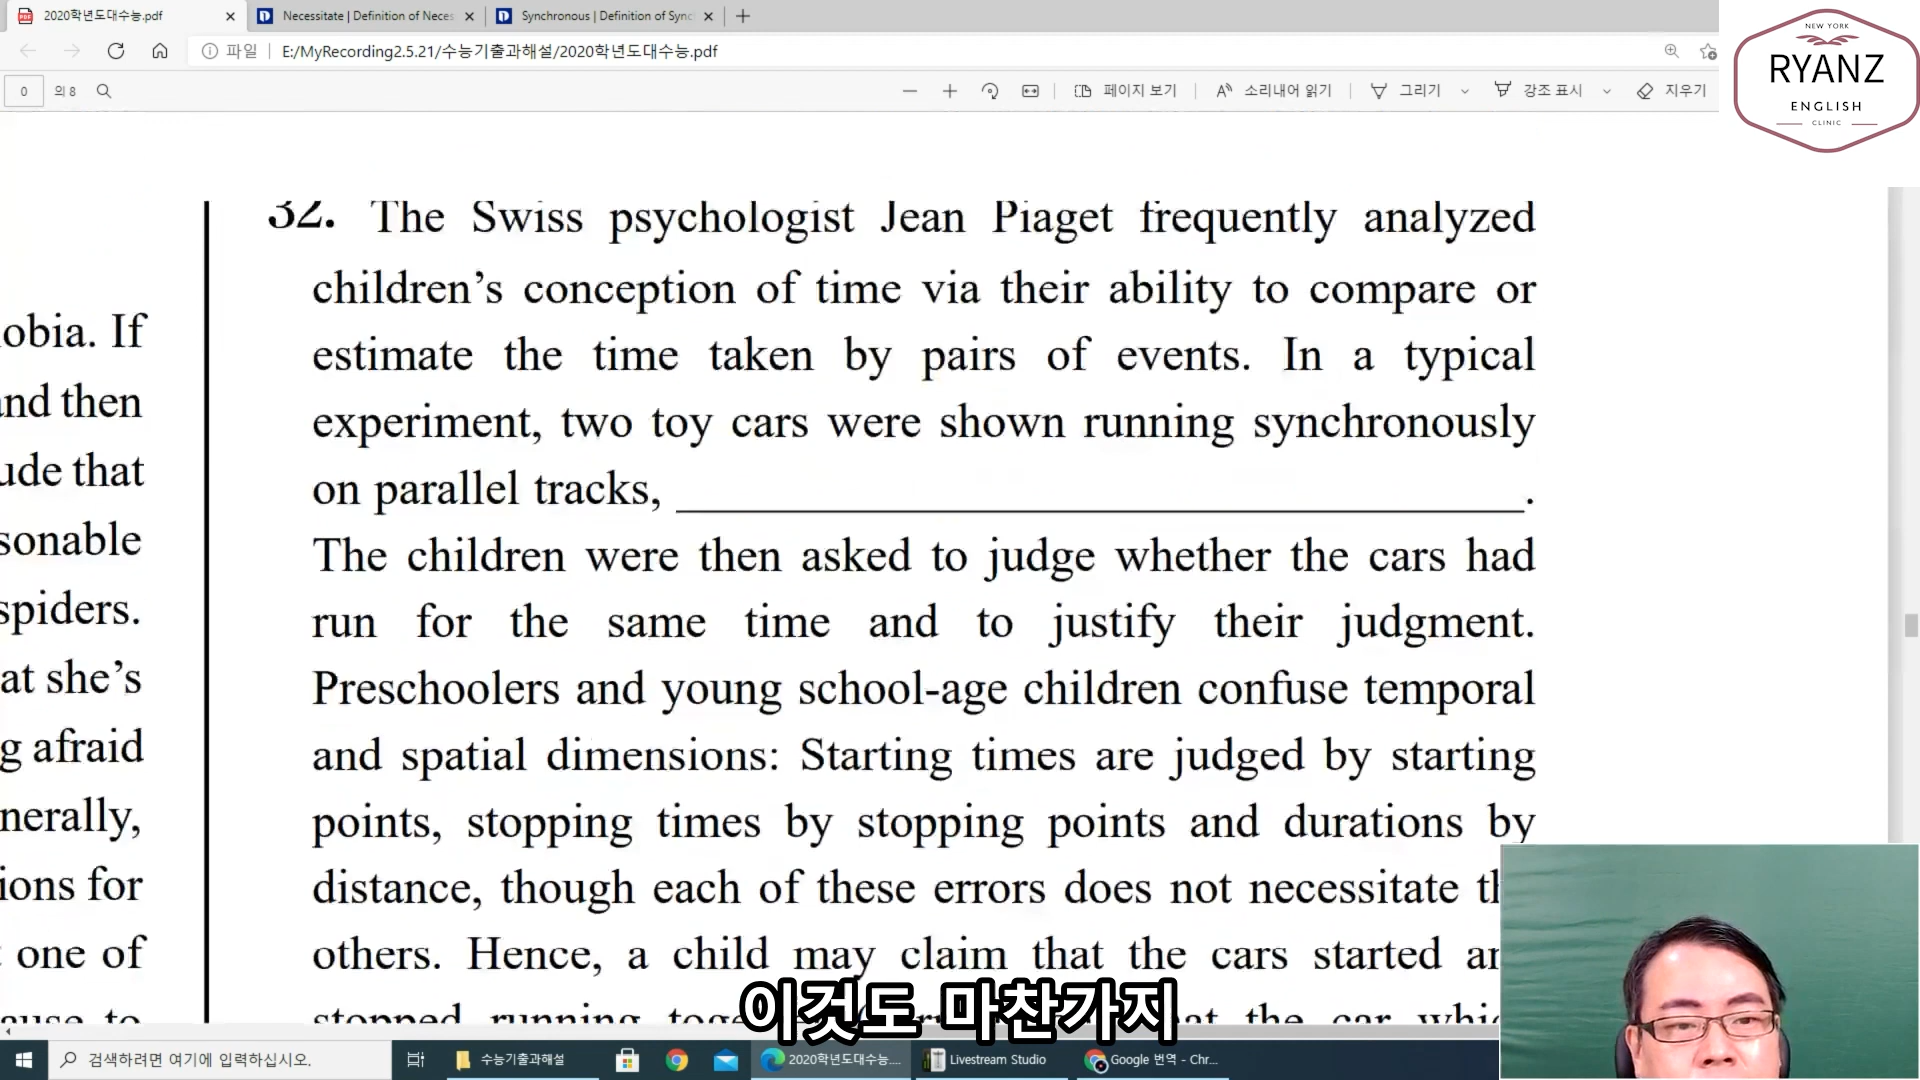 2020학년도대수능.pdf
Necessitate | Definition of Neces
Synchronous | Definition of Sync
파일
E:/MyRecording2.5.21/수능기출과해설/2020학년도대수능.pdf
0 의 8
페이지 보기
소리내어 읽기
그리기
강조 표시
지우기
NEW YORK
RYANZ
ENGLISH
CLINIC
obia. If
and then
ude that
sonable
spiders.
at she's
g afraid
nerally,
ions for
one of
ause to
32. The Swiss psychologist Jean Piaget frequently analyzed
children's conception of time via their ability to compare or
estimate the time taken by pairs of events. In a typical
experiment, two toy cars were shown running synchronously
on parallel tracks, ____________________.
The children were then asked to judge whether the cars had
run for the same time and to justify their judgment.
Preschoolers and young school-age children confuse temporal
and spatial dimensions: Starting times are judged by starting
points, stopping times by stopping points and durations by
distance, though each of these errors does not necessitate th
others. Hence, a child may claim that the cars started an
stopped running toge at the car whic
이것도 마찬가지
검색하려면 여기에 입력하십시오.
수능기출과해설
2020학년도대수능....
Livestream Studio
Google 번역 - Chr...